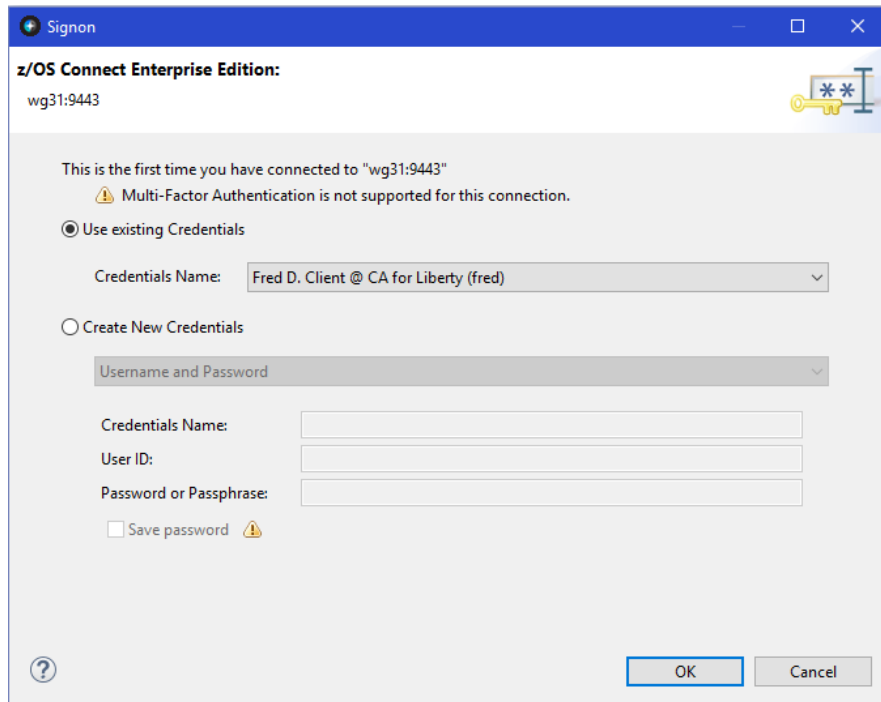 Signon
z/OS Connect Enterprise Edition:
wg31:9443
**
This is the first time you have connected to "wg31:9443"
Multi-Factor Authentication is not supported for this connection.
Use existing Credentials
Credentials Name: Fred D. Client @ CA for Liberty (fred)
Create New Credentials
Username and Password
Credentials Name:
User ID:
Password or Passphrase:
Save password
? OK Cancel